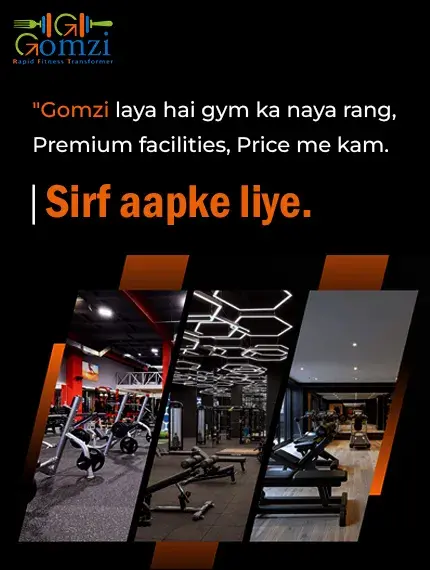 Gomzi
Rapid Fitness Transformer
"Gomzi laya hai gym ka naya rang,
Premium facilities, Price me kam.
Sirf aapke liye.